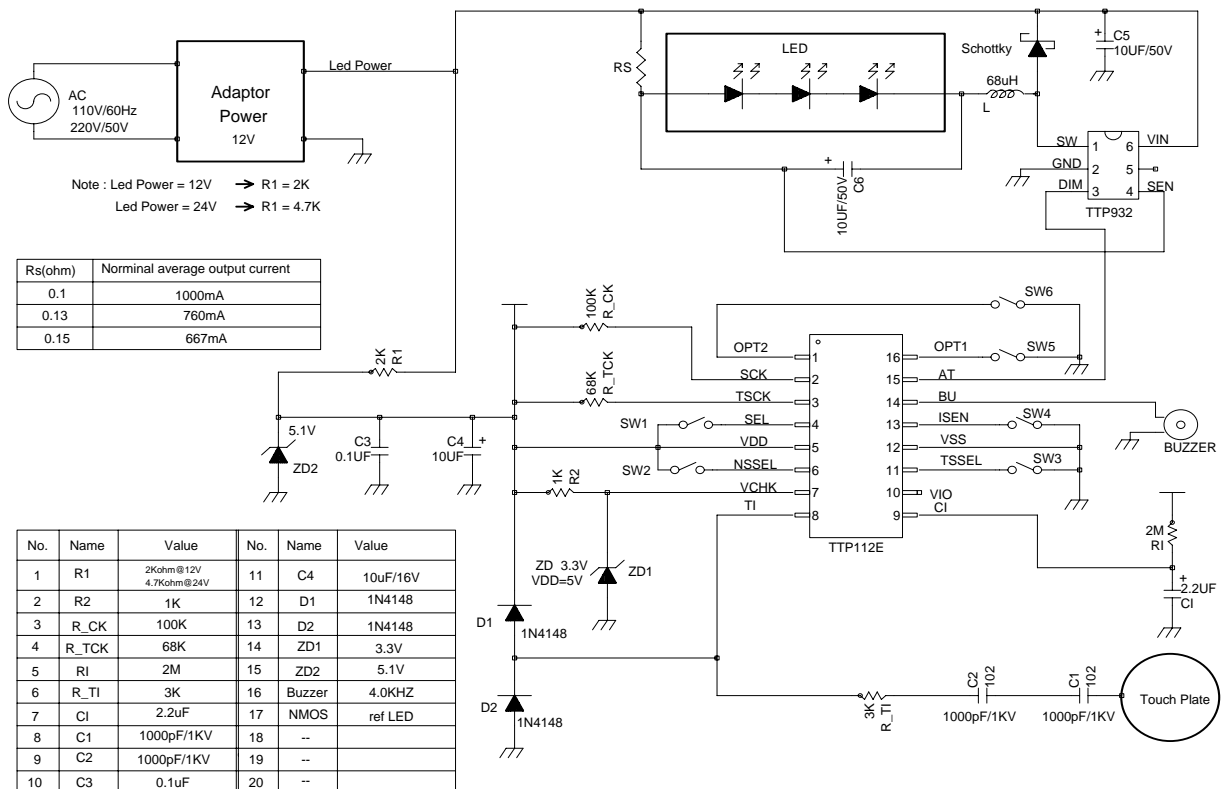 AC
110V/60Hz
220V/50V
Adaptor
Power
12V
Led Power
Note : Led Power = 12V → R1 = 2K
Led Power = 24V → R1 = 4.7K
RS
LED
68uH
L
Schottky
+ C5
10UF/50V
+
10UF/50V
C6
SW 1 6 VIN
GND 2 5
DIM 3 4 SEN
TTP932
Rs(ohm) Norminal average output current
0.1 1000mA
0.13 760mA
0.15 667mA
2K
R1
5.1V
ZD2
C3
0.1UF
C4 +
10UF
100K
R_CK
68K
R_TCK
SW1
SW2
1K
R2
OPT2 1
SCK 2
TSCK 3
SEL 4
VDD 5
NSSEL 6
VCHK 7
TI 8
16 OPT1
15 AT
14 BU
13 ISEN
12 VSS
11 TSSEL
10 VIO
9 CI
TTP112E
SW6
SW5
SW4
SW3
BUZZER
2M
RI
+
2.2UF
CI
ZD 3.3V
VDD=5V
ZD1
D1
1N4148
D2
1N4148
3K
R_TI
C2
102
1000pF/1KV
C1
102
1000pF/1KV
Touch Plate
No. Name Value No. Name Value
1 R1 2Kohm@12V 4.7Kohm@24V 11 C4 10uF/16V
2 R2 1K 12 D1 1N4148
3 R_CK 100K 13 D2 1N4148
4 R_TCK 68K 14 ZD1 3.3V
5 RI 2M 15 ZD2 5.1V
6 R_TI 3K 16 Buzzer 4.0KHZ
7 CI 2.2uF 17 NMOS ref LED
8 C1 1000pF/1KV 18 --
9 C2 1000pF/1KV 19 --
10 C3 0.1uF 20 --